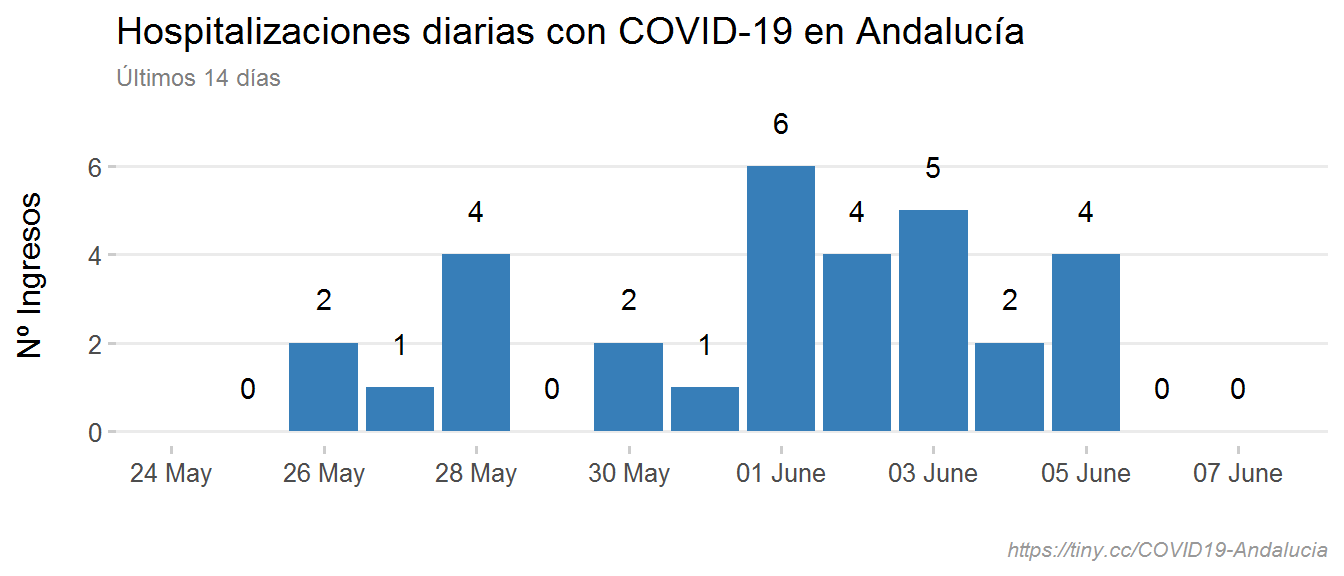 Hospitalizaciones diarias con COVID-19 en Andalucía
Últimos 14 días
Nº Ingresos
6
4
2
0
0
2
1
4
0
2
1
6
4
5
2
4
0
0
24 May
26 May
28 May
30 May
01 June
03 June
05 June
07 June
https://tiny.cc/COVID19-Andalucia